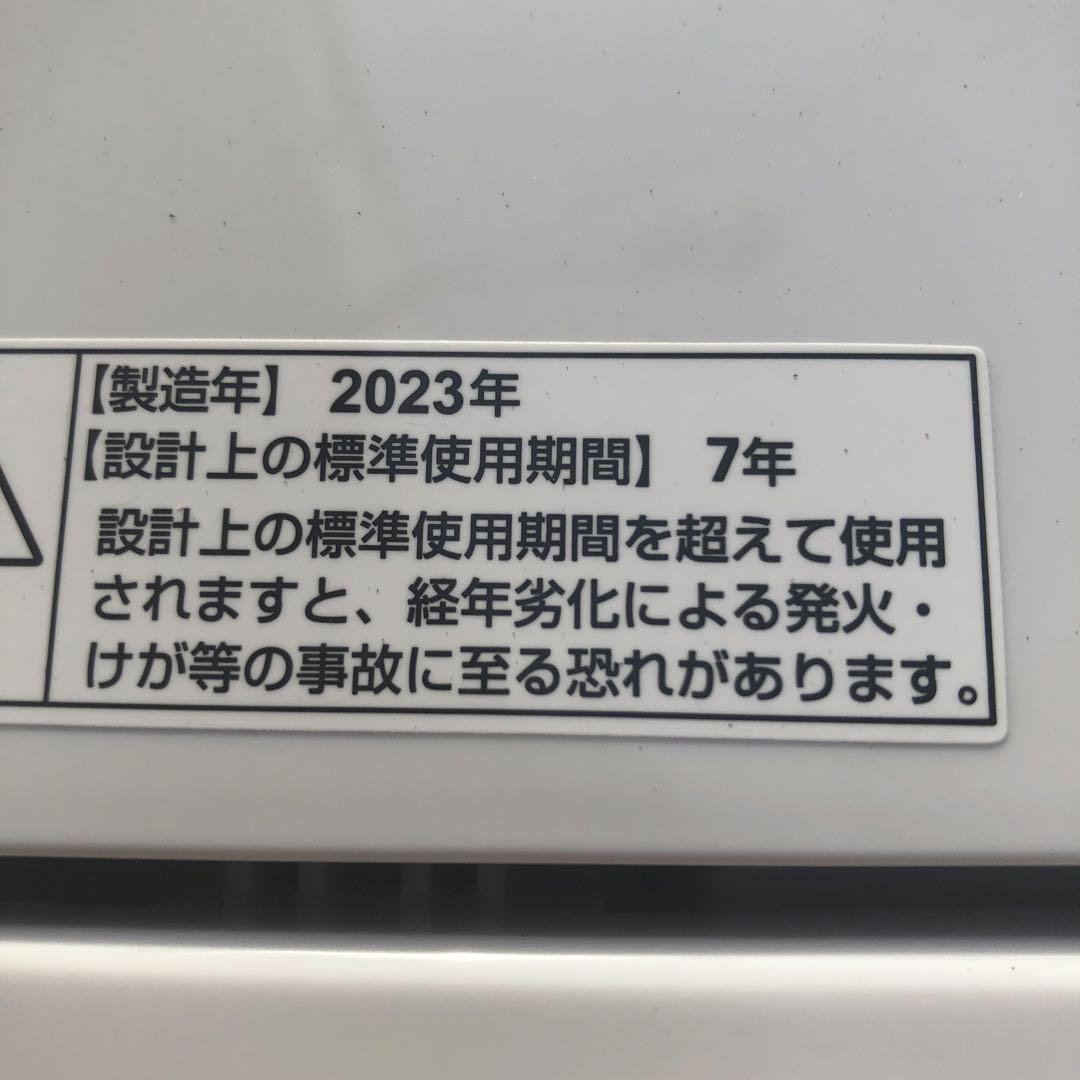 【製造年】 2023年
【設計上の標準使用期間】 7年
設計上の標準使用期間を超えて使用
されますと、経年劣化による発火・
けが等の事故に至る恐れがあります。